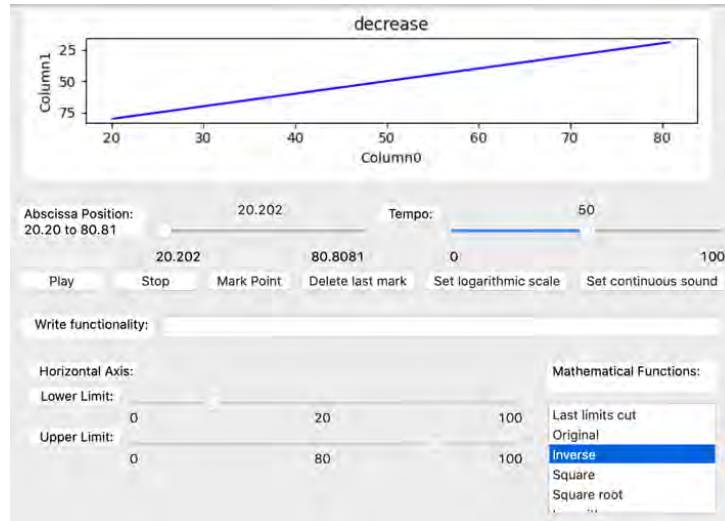 decrease
25
50
75
Column1
20 30 40 50 60 70 80
Column0
Abscissa Position:
20.20 to 80.81
20.202
Tempo:
50
20.202 80.8081 0 100
Play Stop Mark Point Delete last mark Set logarithmic scale Set continuous sound
Write functionality:
Horizontal Axis:
Mathematical Functions:
Lower Limit:
0 20 100
Upper Limit:
0 80 100
Last limits cut
Original
Inverse
Square
Square root